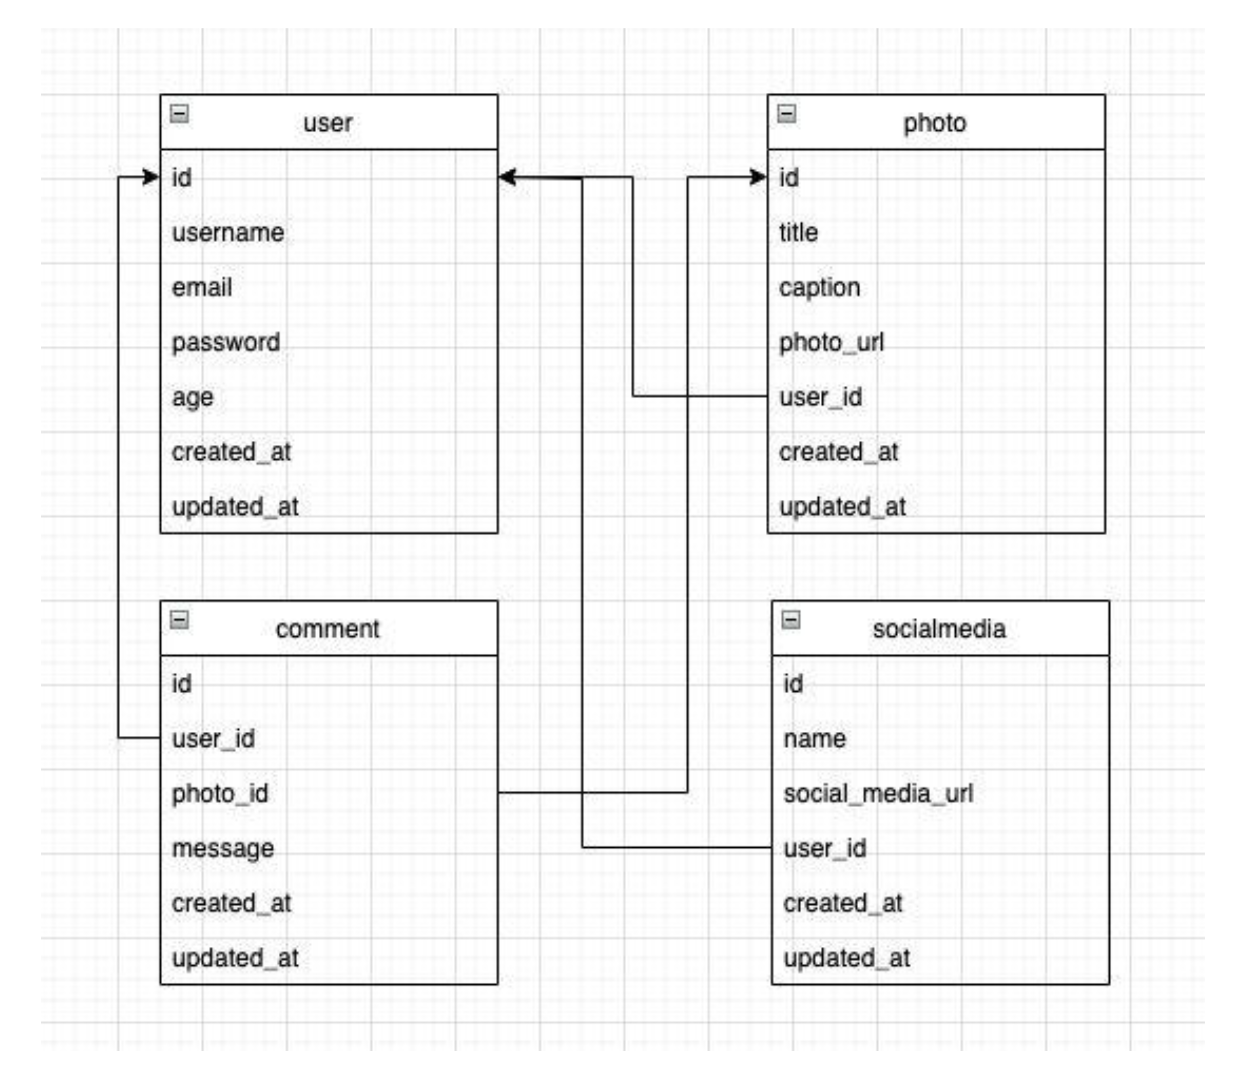 user
id
username
email
password
age
created_at
updated_at
photo
id
title
caption
photo_url
user_id
created_at
updated_at
comment
id
user_id
photo_id
message
created_at
updated_at
socialmedia
id
name
social_media_url
user_id
created_at
updated_at